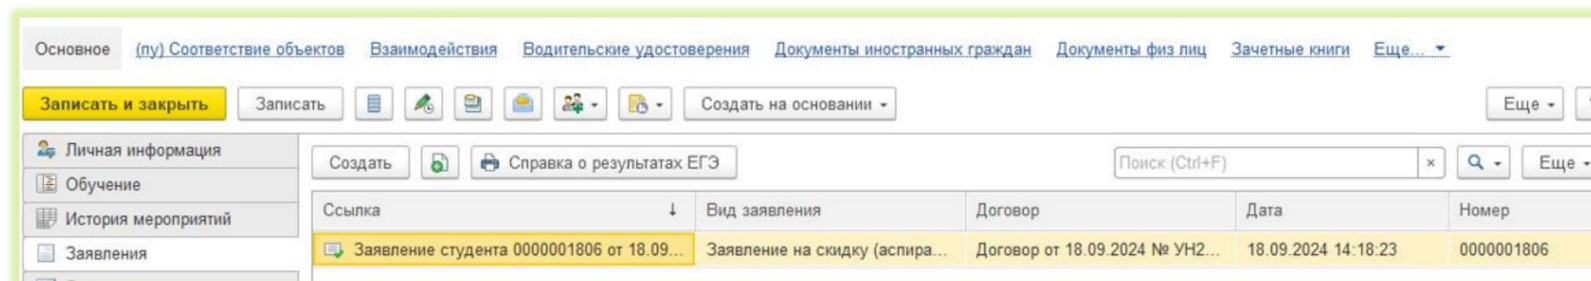 Основное (пу) Соответствие объектов Взаимодействия Водительские удостоверения Документы иностранных граждан Документы физ лиц Зачетные книги Еще...
Записать и закрыть Записать Создать на основании Еще
Личная информация
Создать Справка о результатах ЕГЭ Поиск (Ctrl+F) × Еще
Обучение
История мероприятий
Ссылка ↓ Вид заявления Договор Дата Номер
Заявления
Заявление студента 0000001806 от 18.09... Заявление на скидку (аспира... Договор от 18.09.2024 № УН2... 18.09.2024 14:18:23 0000001806